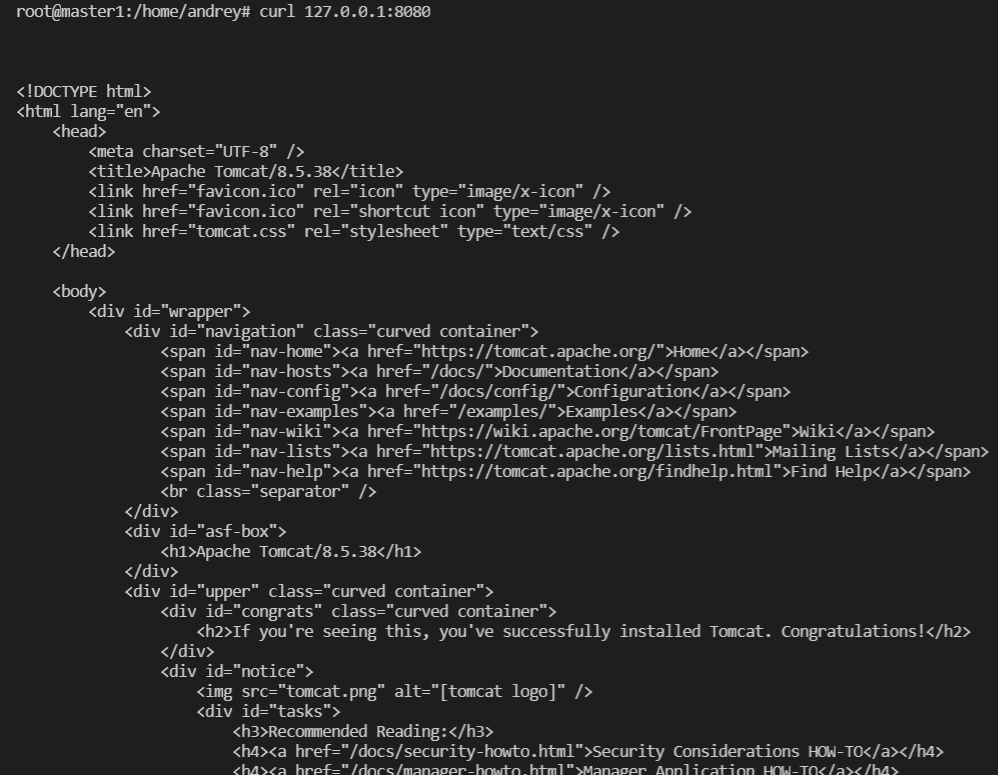 root@master1:/home/andrey# curl 127.0.0.1:8080
<!DOCTYPE html>
<html lang="en">
    <head>
        <meta charset="UTF-8" />
        <title>Apache Tomcat/8.5.38</title>
        <link href="favicon.ico" rel="icon" type="image/x-icon" />
        <link href="favicon.ico" rel="shortcut icon" type="image/x-icon" />
        <link href="tomcat.css" rel="stylesheet" type="text/css" />
    </head>
    <body>
        <div id="wrapper">
            <div id="navigation" class="curved container">
                <span id="nav-home"><a href="https://tomcat.apache.org/">Home</a></span>
                <span id="nav-hosts"><a href="/docs/">Documentation</a></span>
                <span id="nav-config"><a href="/docs/config/">Configuration</a></span>
                <span id="nav-examples"><a href="/examples/">Examples</a></span>
                <span id="nav-wiki"><a href="https://wiki.apache.org/tomcat/FrontPage">Wiki</a></span>
                <span id="nav-lists"><a href="https://tomcat.apache.org/lists.html">Mailing Lists</a></span>
                <span id="nav-help"><a href="https://tomcat.apache.org/findhelp.html">Find Help</a></span>
                <br class="separator" />
            </div>
            <div id="asf-box">
                <h1>Apache Tomcat/8.5.38</h1>
            </div>
            <div id="upper" class="curved container">
                <div id="congrats" class="curved container">
                    <h2>If you're seeing this, you've successfully installed Tomcat. Congratulations!</h2>
                </div>
                <div id="notice">
                    <img src="tomcat.png" alt="[tomcat logo]" />
                    <div id="tasks">
                        <h3>Recommended Reading:</h3>
                        <h4><a href="/docs/security-howto.html">Security Considerations HOW-TO</a></h4>
                        <h4><a href="/docs/manager-howto.html">Manager Application HOW-TO</a></h4>